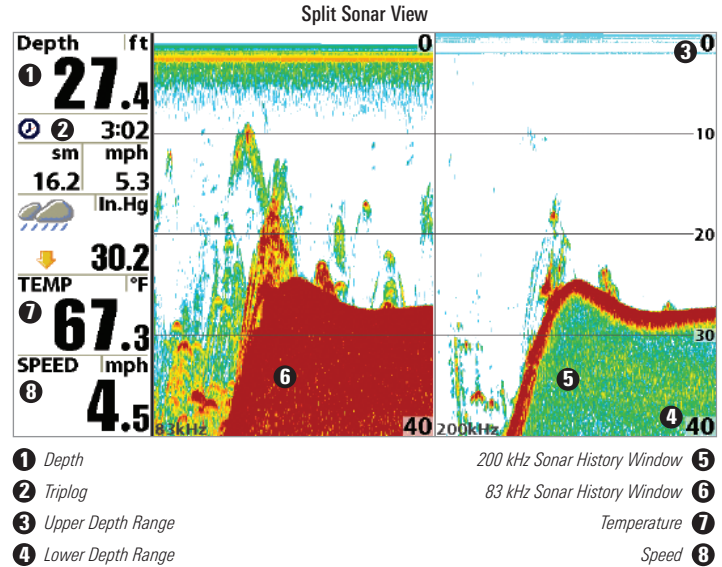 Split Sonar View
Depth ft
1 27.4
2 3:02
sm mph
16.2 5.3
In.Hg
30.2
TEMP °F
7 67.3
SPEED mph
8 4.5
0
83kHz
6
40
0
3
10
20
30
5
4
200kHz
40
1 Depth
2 Triplog
3 Upper Depth Range
4 Lower Depth Range
200 kHz Sonar History Window 5
83 kHz Sonar History Window 6
Temperature 7
Speed 8